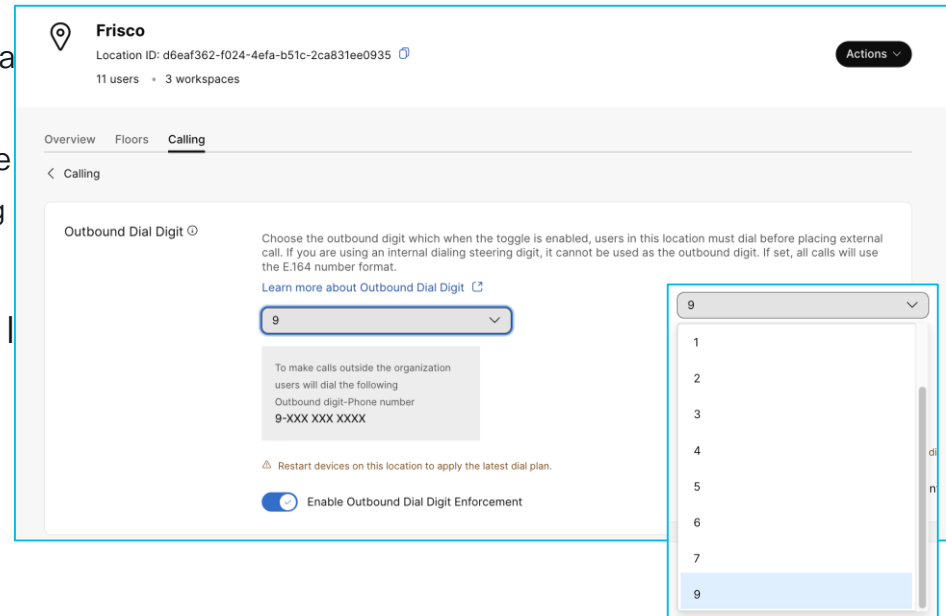 Frisco
Location ID: d6eaf362-f024-4efa-b51c-2ca831ee0935
11 users • 3 workspaces
Actions
Overview Floors Calling
Calling
Outbound Dial Digit
Choose the outbound digit which when the toggle is enabled, users in this location must dial before placing external
call. If you are using an internal dialing steering digit, it cannot be used as the outbound digit. If set, all calls will use
the E.164 number format.
Learn more about Outbound Dial Digit
9
To make calls outside the organization
users will dial the following
Outbound digit-Phone number
9-XXX XXX XXXX
Restart devices on this location to apply the latest dial plan.
Enable Outbound Dial Digit Enforcement
9
1
2
3
4
5
6
7
9